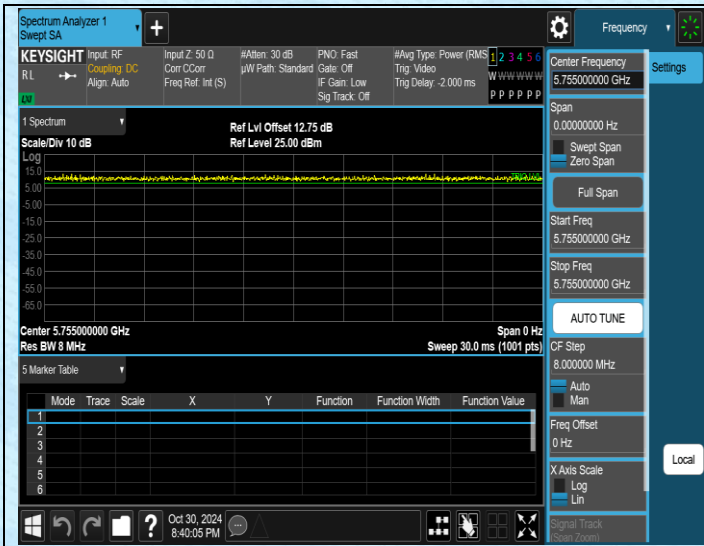 Spectrum Analyzer 1
Swept SA
Frequency
KEYSIGHT
RL
LXI
Input: RF
Coupling: DC
Align: Auto
Input Z: 50 Ω
Corr CCorr
Freq Ref: Int (S)
#Atten: 30 dB
µW Path: Standard
PNO: Fast
Gate: Off
IF Gain: Low
Sig Track: Off
#Avg Type: Power (RMS
Trig: Video
Trig Delay: -2.000 ms
1 2 3 4 5 6
W W W W W W
P P P P P P
Center Frequency
5.755000000 GHz
Settings
Span
0.00000000 Hz
Swept Span
Zero Span
Full Span
Start Freq
5.755000000 GHz
Stop Freq
5.755000000 GHz
AUTO TUNE
CF Step
8.000000 MHz
Auto
Man
Freq Offset
0 Hz
X Axis Scale
Log
Lin
Signal Track
(Span Zoom)
Local
1 Spectrum
Scale/Div 10 dB
Ref Lvl Offset 12.75 dB
Ref Level 25.00 dBm
Log
15.0
5.00
-5.00
-15.0
-25.0
-35.0
-45.0
-55.0
-65.0
Center 5.755000000 GHz
Res BW 8 MHz
Span 0 Hz
Sweep 30.0 ms (1001 pts)
5 Marker Table
Mode Trace Scale X Y Function Function Width Function Value
1
2
3
4
5
6
?
Oct 30, 2024
8:40:05 PM